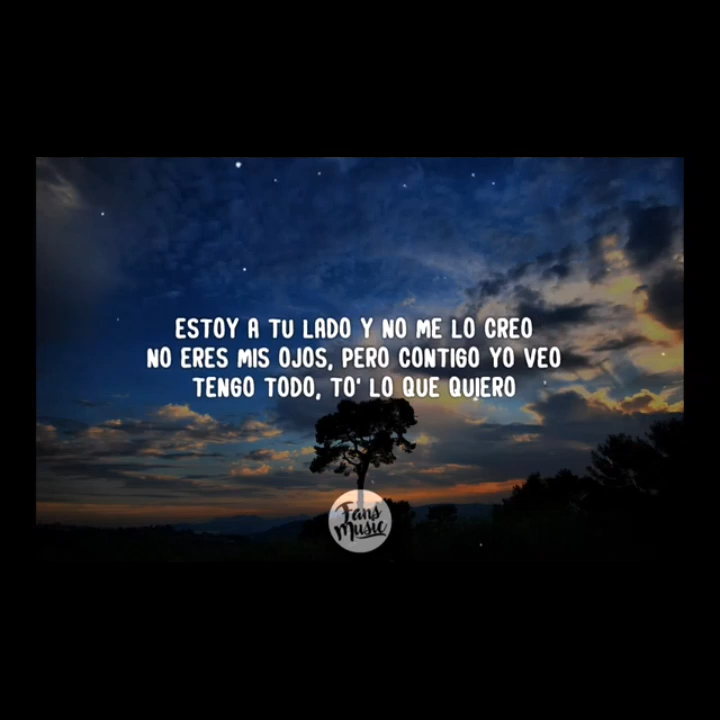 ESTOY A TU LADO Y NO ME LO CREO
NO ERES MIS OJOS, PERO CONTIGO YO VEO
TENGO TODO, TO' LO QUE QUIERO
Fans
Music